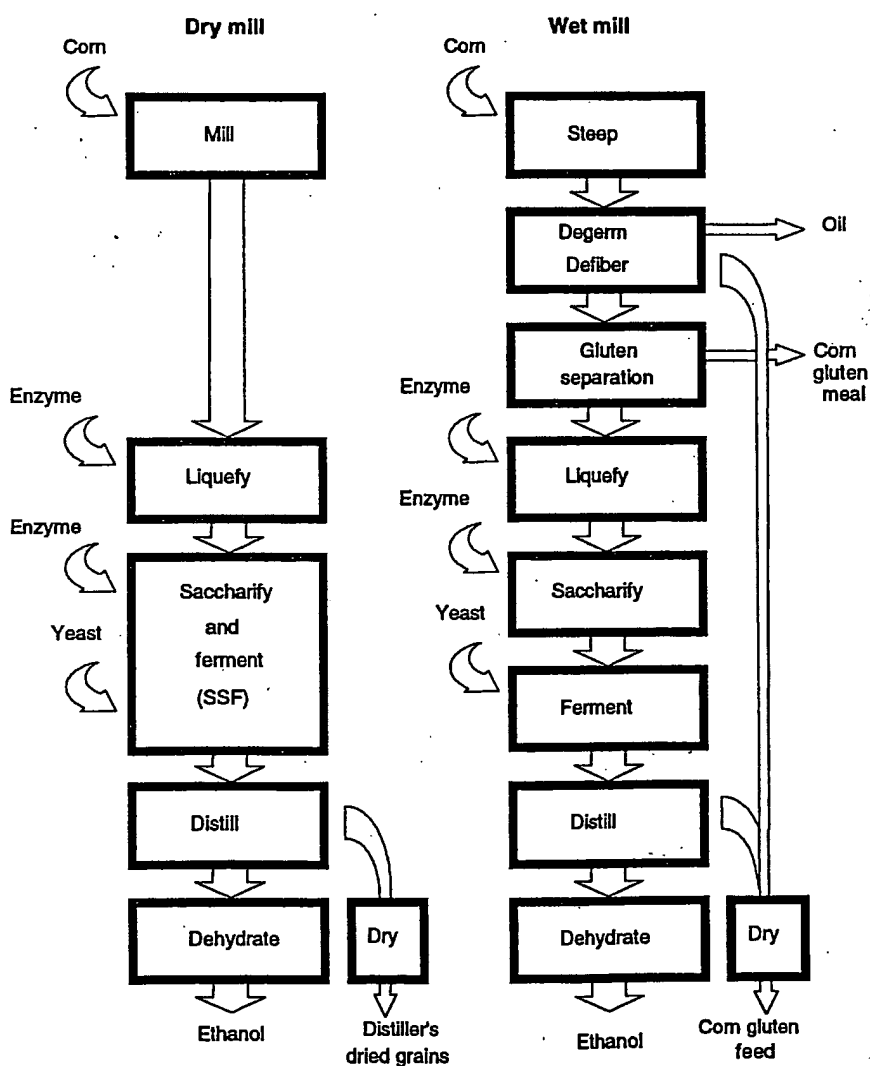 Dry mill
Corn
Mill
Enzyme
Liquefy
Enzyme
Yeast
Saccharify
and
ferment
(SSF)
Distill
Dehydrate
Dry
Ethanol
Distiller's
dried grains
Wet mill
Corn
Steep
Degerm
Defiber
Oil
Gluten
separation
Corn
gluten
meal
Enzyme
Liquefy
Enzyme
Saccharify
Yeast
Ferment
Distill
Dehydrate
Dry
Ethanol
Corn gluten
feed